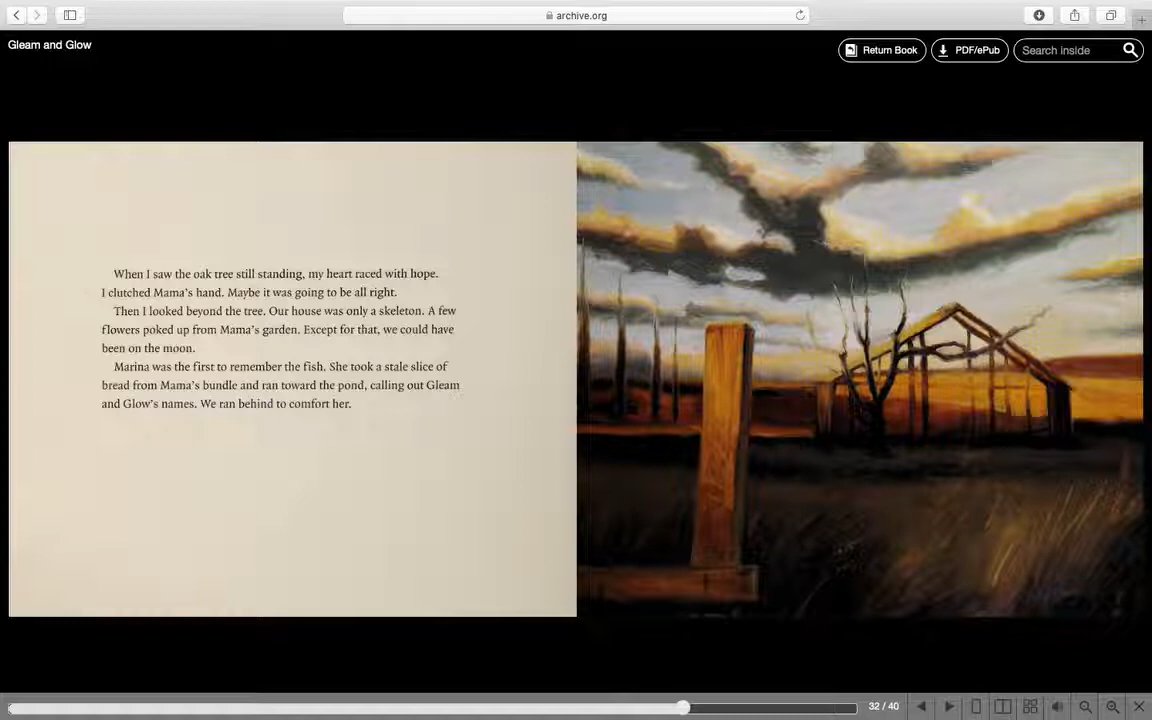 archive.org
Gleam and Glow
Return Book
PDF/ePub
Search inside
When I saw the oak tree still standing, my heart raced with hope.
I clutched Mama's hand. Maybe it was going to be all right.
Then I looked beyond the tree. Our house was only a skeleton. A few
flowers poked up from Mama's garden. Except for that, we could have
been on the moon.
Marina was the first to remember the fish. She took a stale slice of
bread from Mama's bundle and ran toward the pond, calling out Gleam
and Glow's names. We ran behind to comfort her.
32 / 40